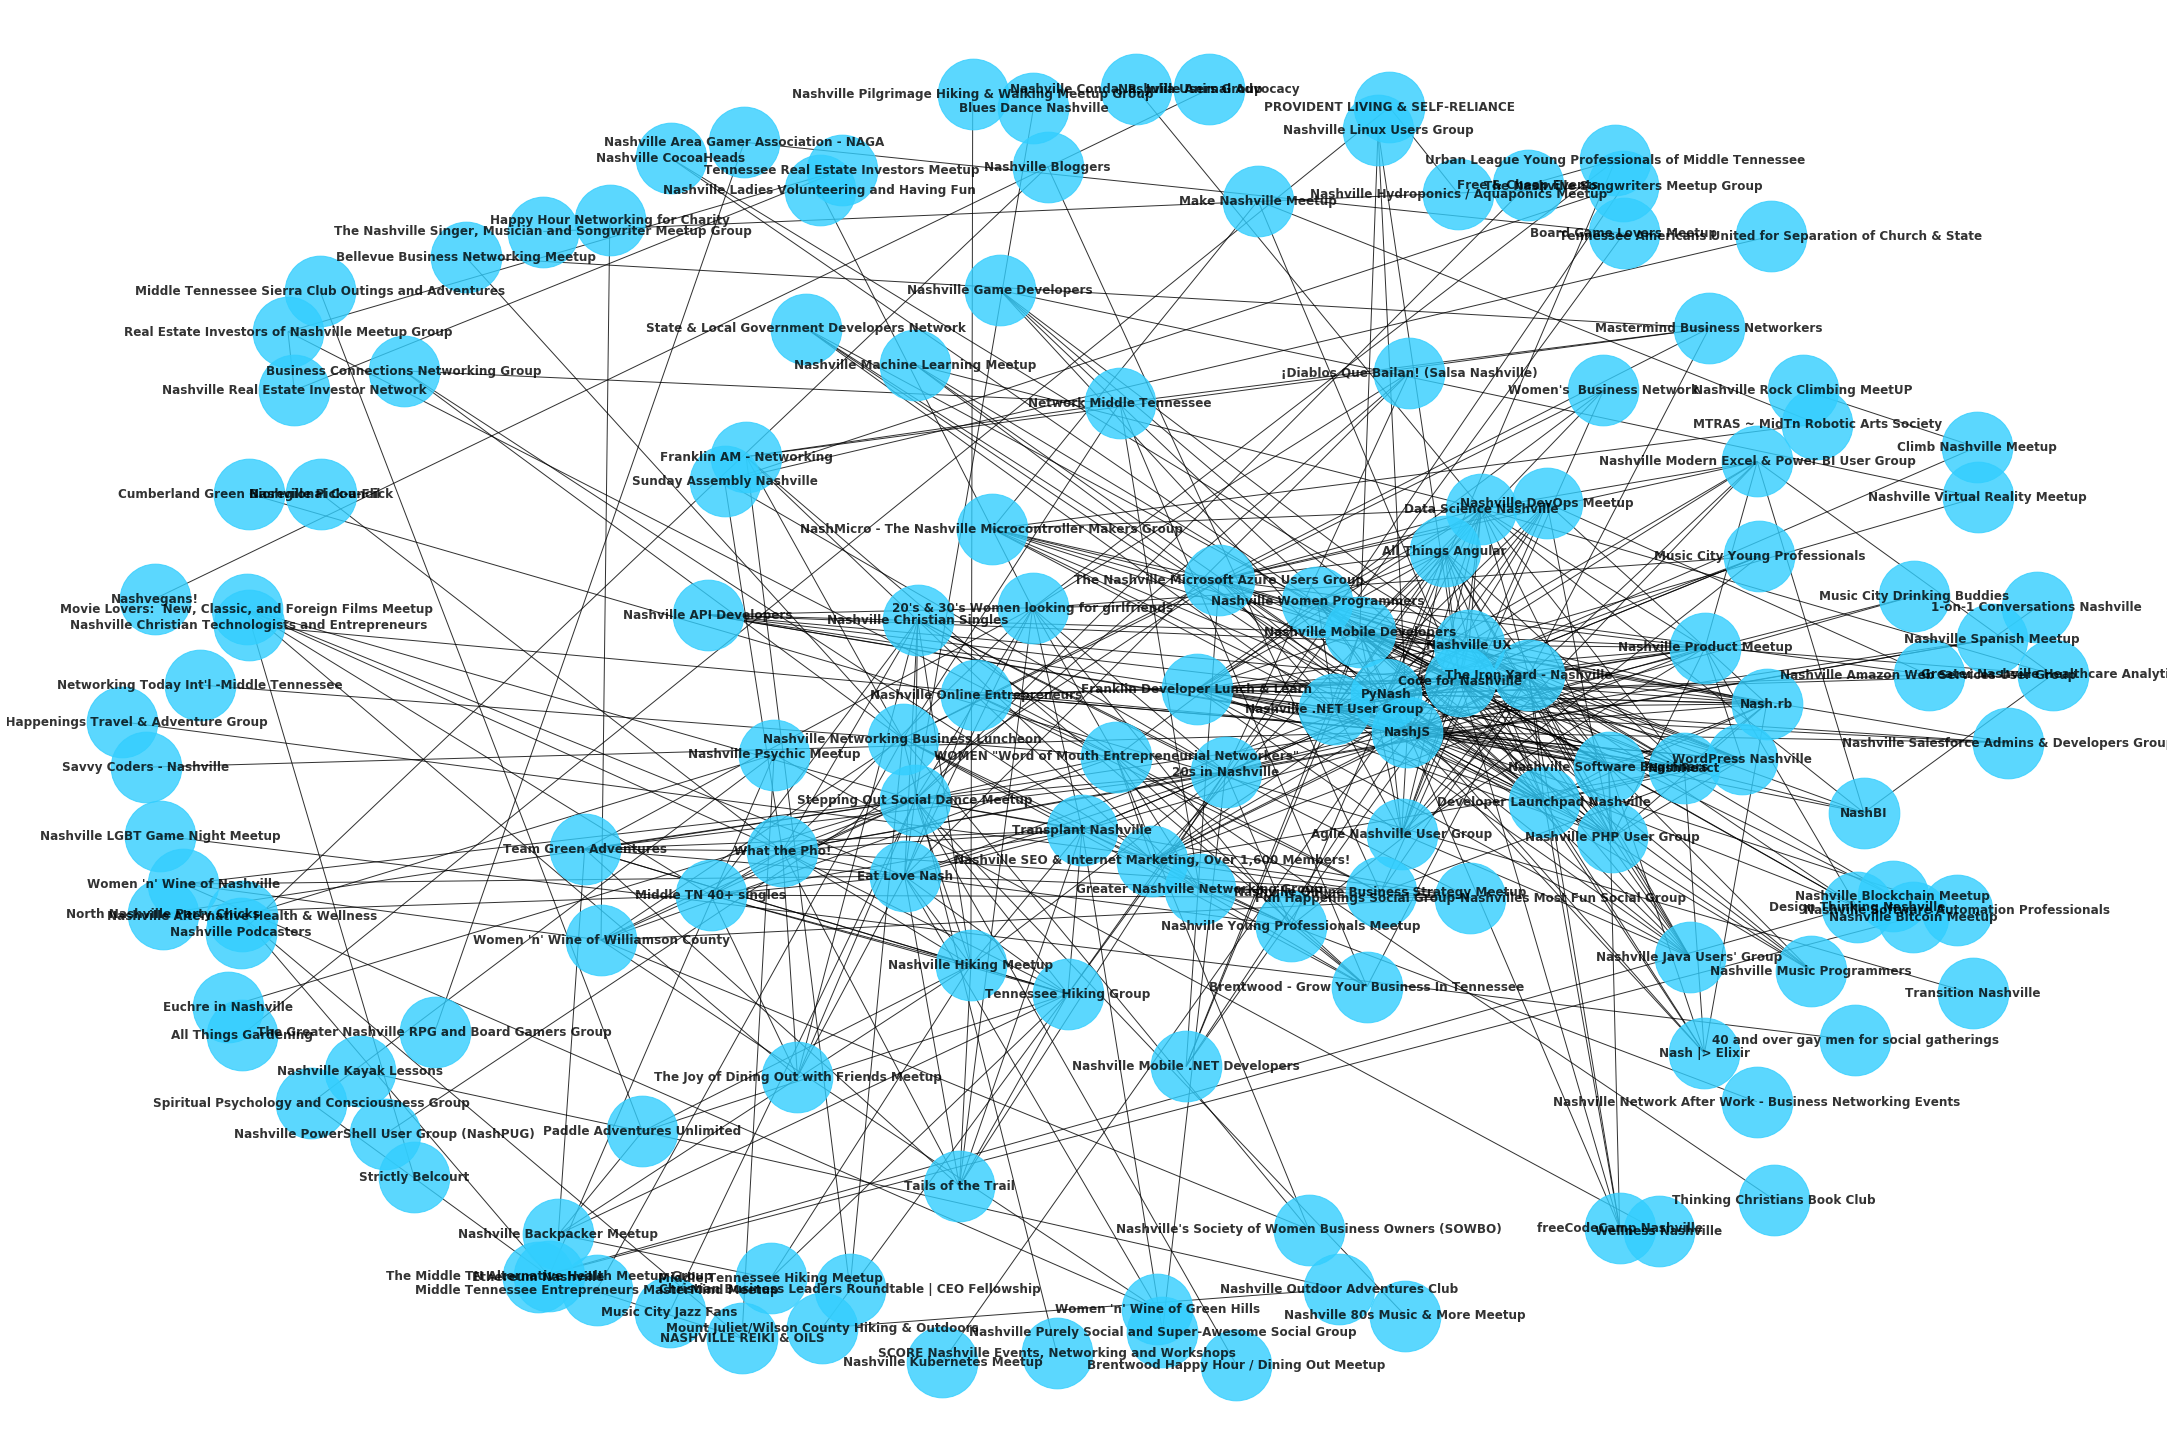 Nashville Pilgrimage Hiking & Walking Meetup Group
Nashville Animal Advocacy
Blues Dance Nashville
PROVIDENT LIVING & SELF-RELIANCE
Nashville Linux Users Group
Nashville Area Gamer Association - NAGA
Nashville CocoaHeads
Tennessee Real Estate Investors Meetup
Nashville Bloggers
Urban League Young Professionals of Middle Tennessee
Nashville Ladies Volunteering and Having Fun
Free & Cheap Events
The Nashville Songwriters Meetup Group
Nashville Hydroponics / Aquaponics Meetup
Make Nashville Meetup
Happy Hour Networking for Charity
The Nashville Singer, Musician and Songwriter Meetup Group
Board Game Lovers Meetup
Tennessee Americans United for Separation of Church & State
Bellevue Business Networking Meetup
Middle Tennessee Sierra Club Outings and Adventures
Nashville Game Developers
Real Estate Investors of Nashville Meetup Group
State & Local Government Developers Network
Mastermind Business Networkers
Nashville Machine Learning Meetup
Business Connections Networking Group
¡Diablos Que Bailan! (Salsa Nashville)
Nashville Real Estate Investor Network
Women's  Business Network
Nashville Rock Climbing MeetUP
Network Middle Tennessee
MTRAS ~ MidTn Robotic Arts Society
Climb Nashville Meetup
Franklin AM - Networking
Nashville Modern Excel & Power BI User Group
Sunday Assembly Nashville
Cumberland Green Bioregional Council
Nashville Pick-a-Flick
Nashville Virtual Reality Meetup
Nashville DevOps Meetup
Data Science Nashville
NashMicro - The Nashville Microcontroller Makers Group
All Things Angular
Music City Young Professionals
The Nashville Microsoft Azure Users Group
Nashvegans!
Music City Drinking Buddies
Nashville Women Programmers
Movie Lovers:  New, Classic, and Foreign Films Meetup
20's & 30's Women looking for girlfriends
1-on-1 Conversations Nashville
Nashville API Developers
Nashville Christian Singles
Nashville Christian Technologists and Entrepreneurs
Nashville Mobile Developers
Nashville UX
Nashville Product Meetup
Nashville Spanish Meetup
Networking Today Int'l -Middle Tennessee
Nashville Online Entrepreneurs
Franklin Developer Lunch & Learn
PyNash
Code for Nashville
The Iron Yard - Nashville
Nashville Amazon Web Services User Group
Greater Nashville Healthcare Analyti
Nash.rb
Nashville .NET User Group
Happenings Travel & Adventure Group
NashJS
Nashville Networking Business Luncheon
Nashville Salesforce Admins & Developers Group
Nashville Psychic Meetup
WOMEN "Word of Mouth Entrepreneurial Networkers"
WordPress Nashville
Savvy Coders - Nashville
20s in Nashville
Nashville Software Beginners
NashReact
Stepping Out Social Dance Meetup
Developer Launchpad Nashville
NashBI
Nashville LGBT Game Night Meetup
Transplant Nashville
Agile Nashville User Group
Nashville PHP User Group
Team Green Adventures
What the Pho!
Nashville SEO & Internet Marketing, Over 1,600 Members!
Eat Love Nash
Women 'n' Wine of Nashville
Middle TN 40+ singles
Greater Nashville Networking Group
Nashville Online Business Strategy Meetup
Fun Happenings Social Group-Nashvilles Most Fun Social Group
Nashville Blockchain Meetup
Design Thinking Nashville
Nashville Software Automation Professionals
Nashville Bitcoin Meetup
North Nashville Party Chicks
Nashville Alternative Health & Wellness
Nashville Podcasters
Nashville Young Professionals Meetup
Women 'n' Wine of Williamson County
Nashville Java Users' Group
Nashville Hiking Meetup
Nashville Music Programmers
Tennessee Hiking Group
Brentwood - Grow Your Business In Tennessee
Transition Nashville
Euchre in Nashville
All Things Gardening
The Greater Nashville RPG and Board Gamers Group
40 and over gay men for social gatherings
Nash |> Elixir
Nashville Mobile .NET Developers
Nashville Kayak Lessons
The Joy of Dining Out with Friends Meetup
Spiritual Psychology and Consciousness Group
Nashville Network After Work - Business Networking Events
Nashville PowerShell User Group (NashPUG)
Paddle Adventures Unlimited
Strictly Belcourt
Tails of the Trail
Thinking Christians Book Club
Nashville's Society of Women Business Owners (SOWBO)
freeCodeCamp Nashville
Wellness Nashville
Nashville Backpacker Meetup
The Middle TN Alternative Health Meetup Group
Ethereum Nashville
Middle Tennessee Hiking Meetup
Middle Tennessee Entrepreneurs MasterMind Meetup
Christian Business Leaders Roundtable | CEO Fellowship
Nashville Outdoor Adventures Club
Music City Jazz Fans
Women 'n' Wine of Green Hills
Nashville 80s Music & More Meetup
Mount Juliet/Wilson County Hiking & Outdoors
NASHVILLE REIKI & OILS
Nashville Purely Social and Super-Awesome Social Group
SCORE Nashville Events, Networking and Workshops
Nashville Kubernetes Meetup
Brentwood Happy Hour / Dining Out Meetup